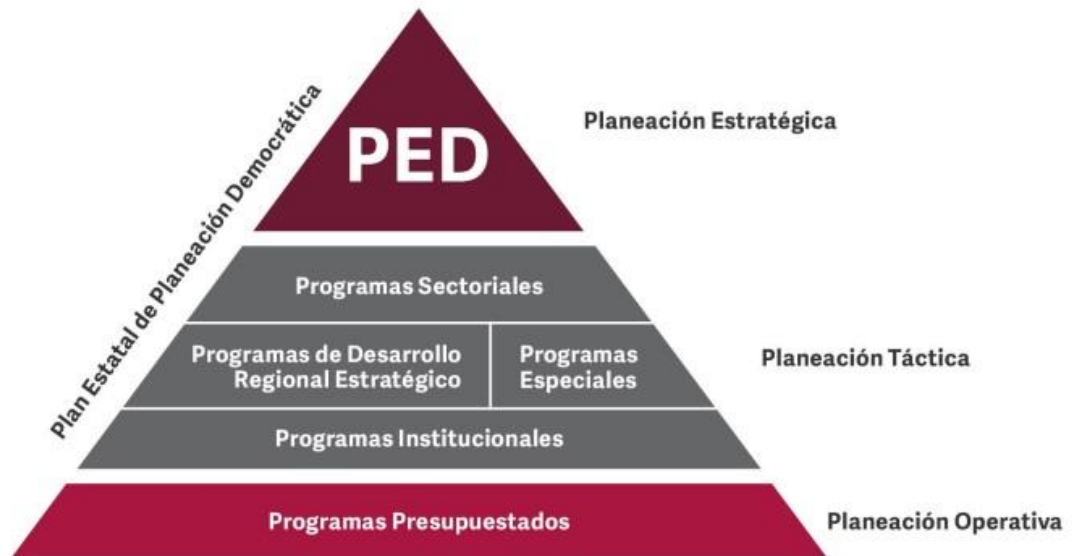 Plan Estatal de Planeación Democrática
PED
Planeación Estratégica
Programas Sectoriales
Programas de Desarrollo
Regional Estratégico
Programas
Especiales
Planeación Táctica
Programas Institucionales
Programas Presupuestados
Planeación Operativa